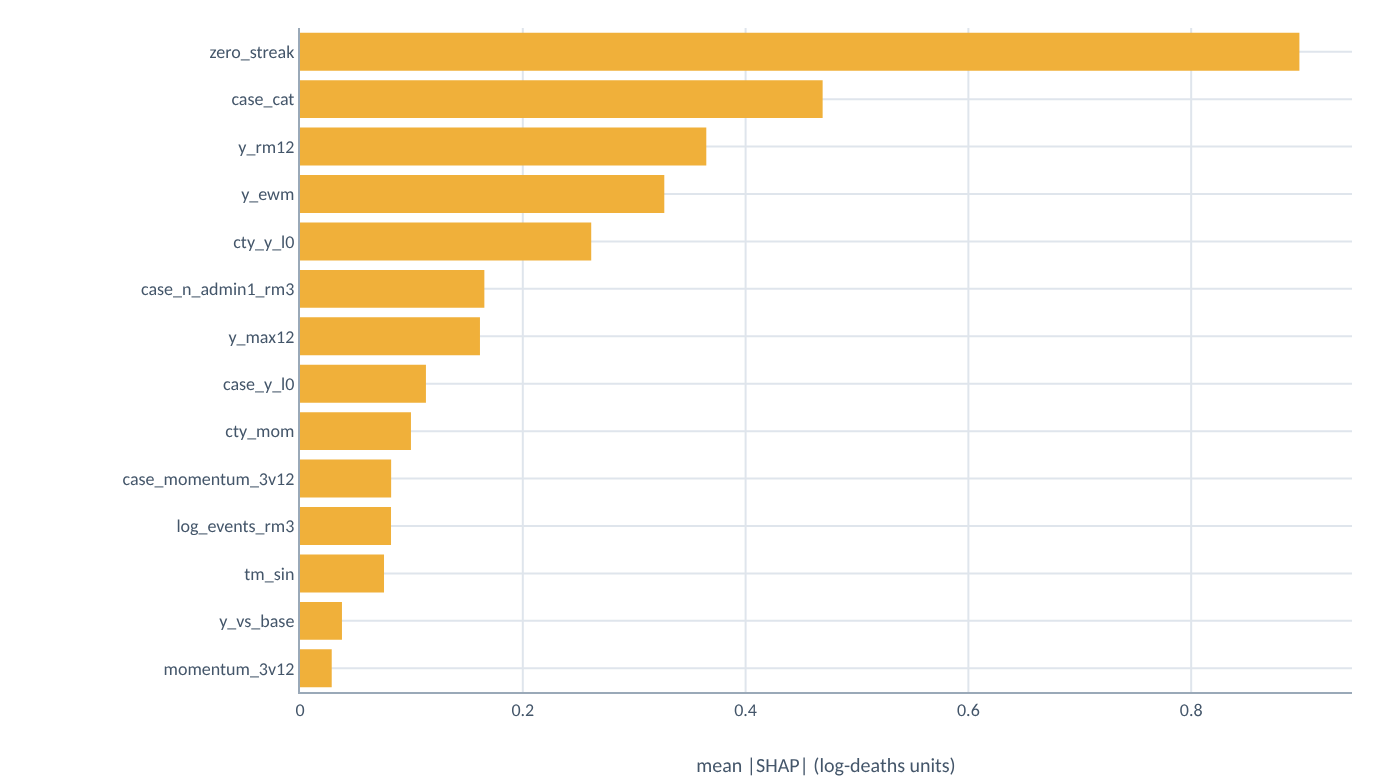 zero_streak
case_cat
y_rm12
y_ewm
cty_y_l0
case_n_admin1_rm3
y_max12
case_y_l0
cty_mom
case_momentum_3v12
log_events_rm3
tm_sin
y_vs_base
momentum_3v12
0 0.2 0.4 0.6 0.8
mean |SHAP| (log-deaths units)